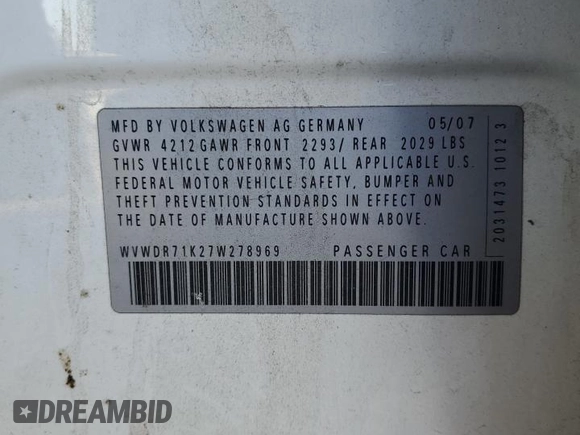 MFD BY VOLKSWAGEN AG GERMANY 05/07
GVWR 4212 GAWR FRONT 2293/ REAR 2029 LBS
THIS VEHICLE CONFORMS TO ALL APPLICABLE U.S.
FEDERAL MOTOR VEHICLE SAFETY, BUMPER AND
THEFT PREVENTION STANDARDS IN EFFECT ON
THE DATE OF MANUFACTURE SHOWN ABOVE.
WVWDR71K27W278969 PASSENGER CAR
2031473 1012 3
DREAMBID